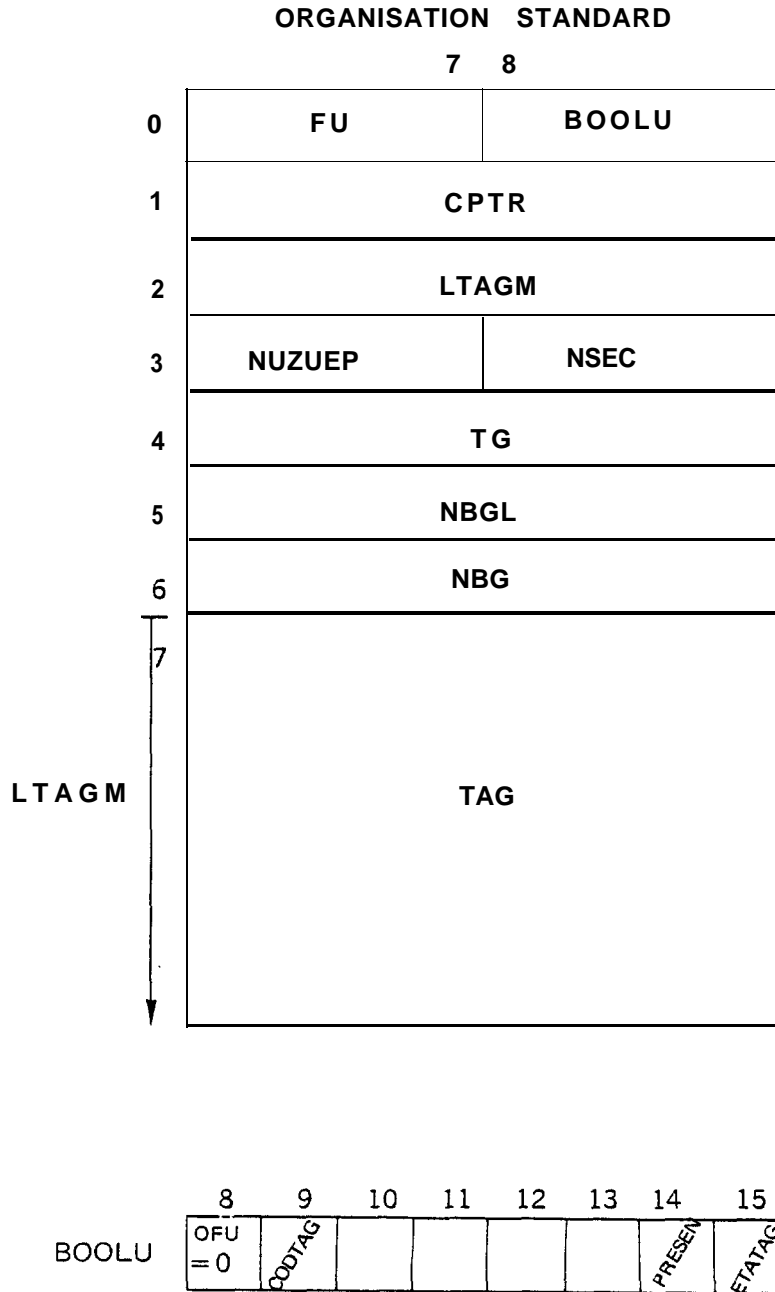 ORGANISATION STANDARD
7 8
0 FU BOOLU
1 CPTR
2 LTAGM
3 NUZUEP NSEC
4 TG
5 NBGL
6 NBG
7
LTAGM TAG
8 9 10 11 12 13 14 15
BOOLU OFU =0 CODTAG PRESEN ETATAG